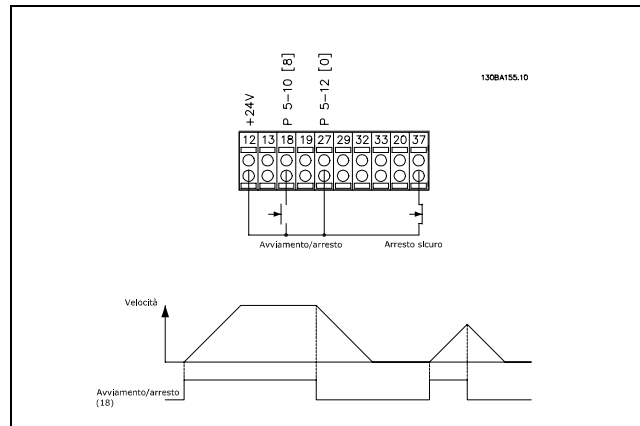 130BA155.10
+24V
P 5-10 [8]
P 5-12 [0]
12 13 18 19 27 29 32 33 20 37
Avviamento/arresto
Arresto sicuro
Velocità
Avviamento/arresto
(18)